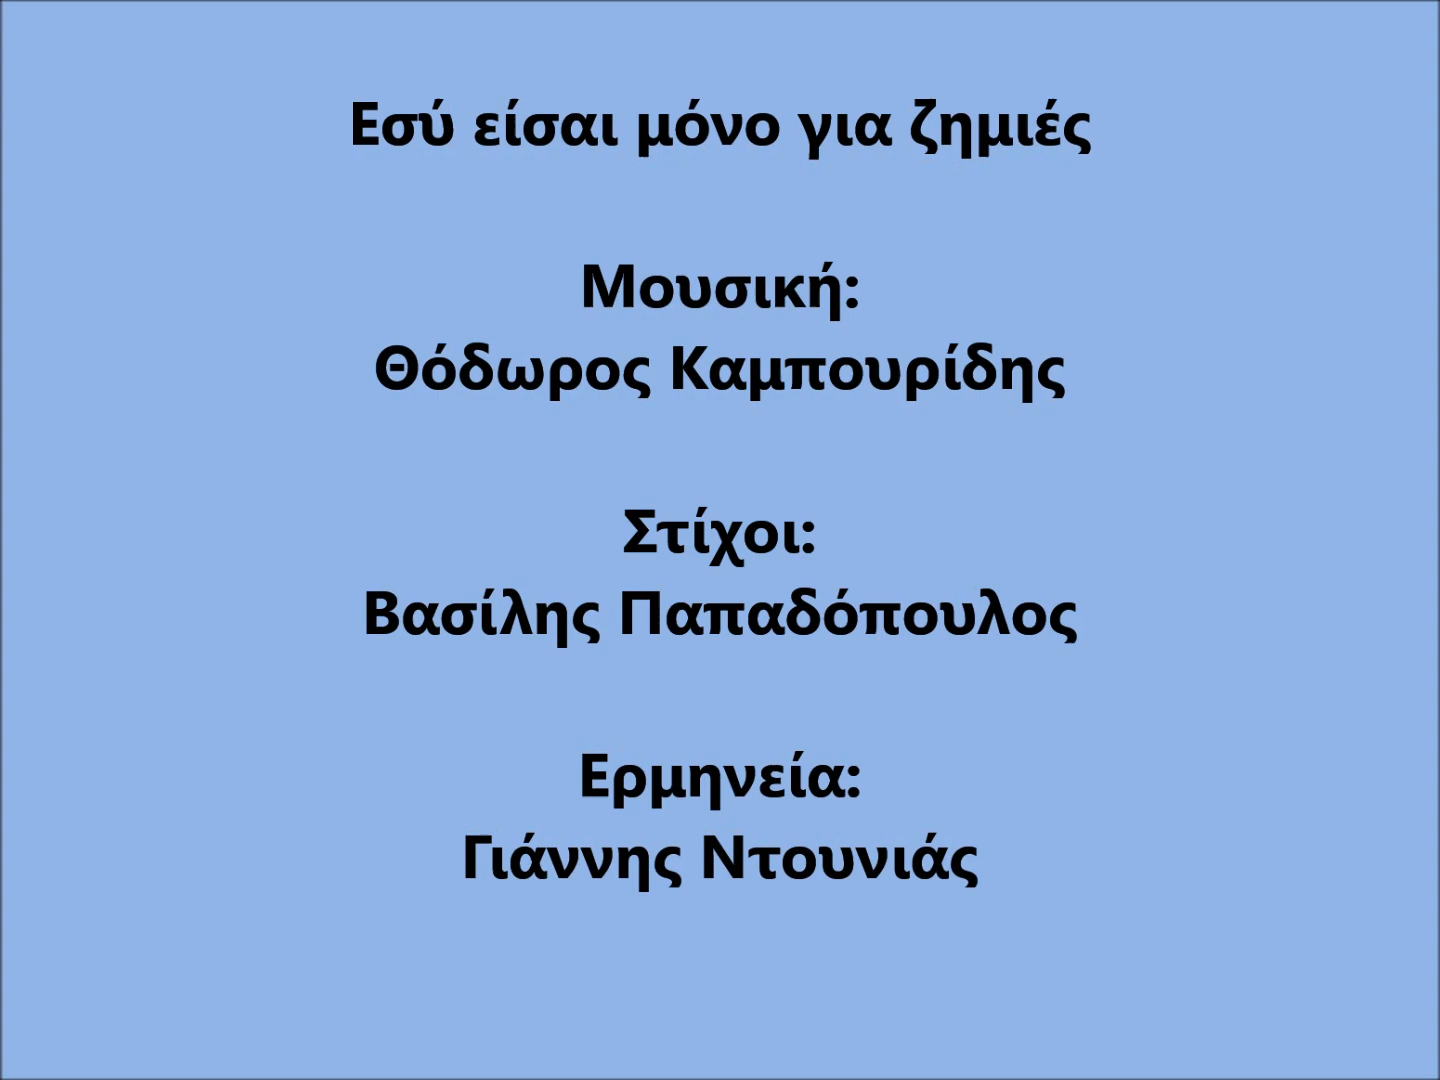 Εσύ είσαι μόνο για ζημιές
Μουσική:
Θόδωρος Καμπουρίδης
Στίχοι:
Βασίλης Παπαδόπουλος
Ερμηνεία:
Γιάννης Ντουνιάς